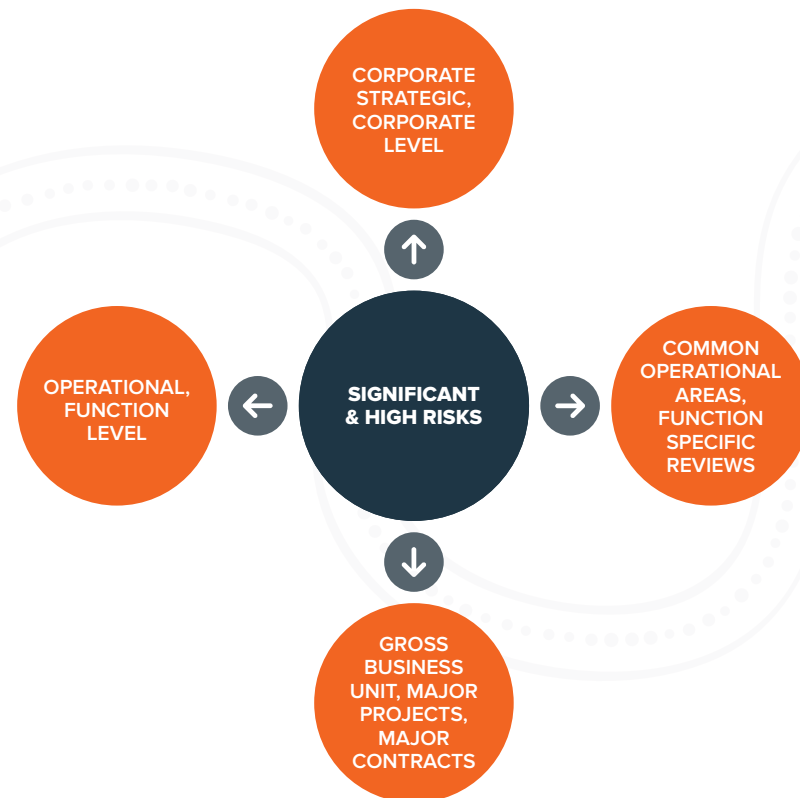 CORPORATE
STRATEGIC,
CORPORATE
LEVEL
OPERATIONAL,
FUNCTION
LEVEL
SIGNIFICANT
& HIGH RISKS
COMMON
OPERATIONAL
AREAS,
FUNCTION
SPECIFIC
REVIEWS
GROSS
BUSINESS
UNIT, MAJOR
PROJECTS,
MAJOR
CONTRACTS